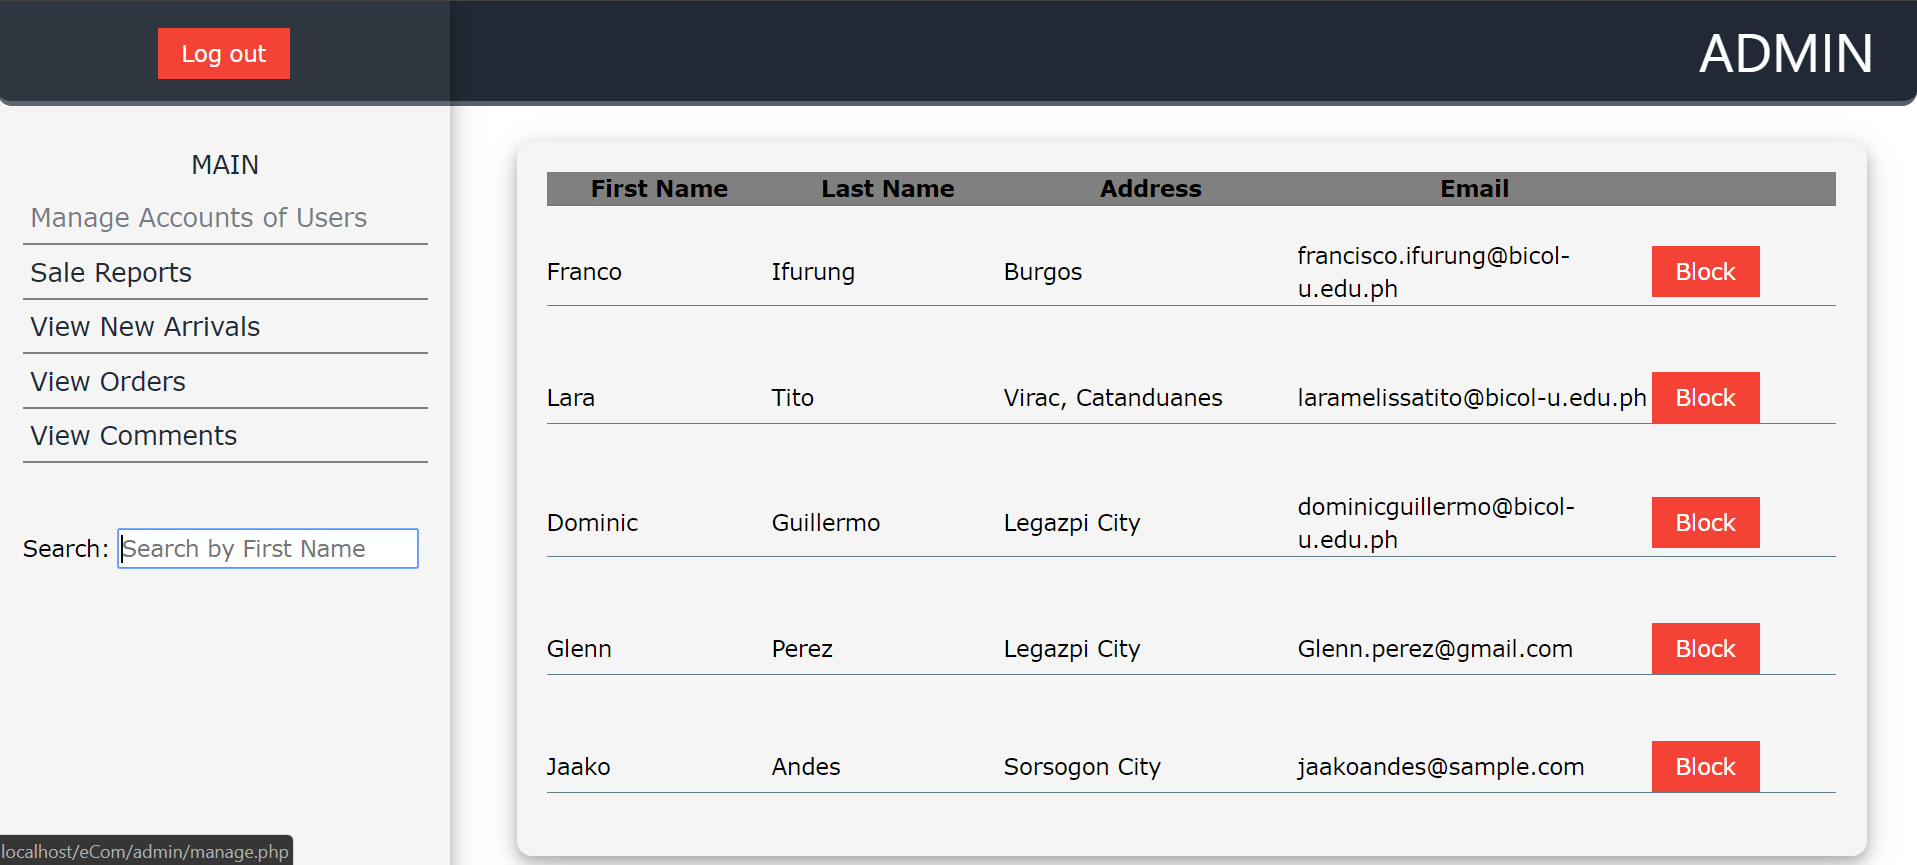 Log out
ADMIN
MAIN
Manage Accounts of Users
Sale Reports
View New Arrivals
View Orders
View Comments
Search: Search by First Name
First Name Last Name Address Email
Franco Ifurung Burgos francisco.ifurung@bicol-
u.edu.ph Block
Lara Tito Virac, Catanduanes laramelissatito@bicol-u.edu.ph Block
Dominic Guillermo Legazpi City dominicguillermo@bicol-
u.edu.ph Block
Glenn Perez Legazpi City Glenn.perez@gmail.com Block
Jaako Andes Sorsogon City jaakoandes@sample.com Block
localhost/eCom/admin/manage.php